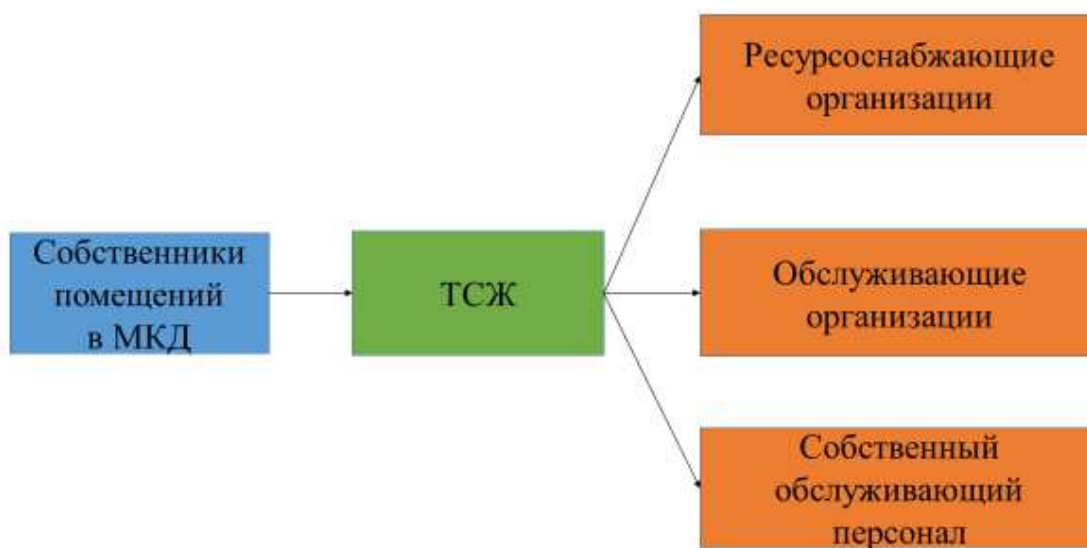 Ресурсоснабжающие
организации
Собственники
помещений
в МКД
ТСЖ
Обслуживающие
организации
Собственный
обслуживающий
персонал